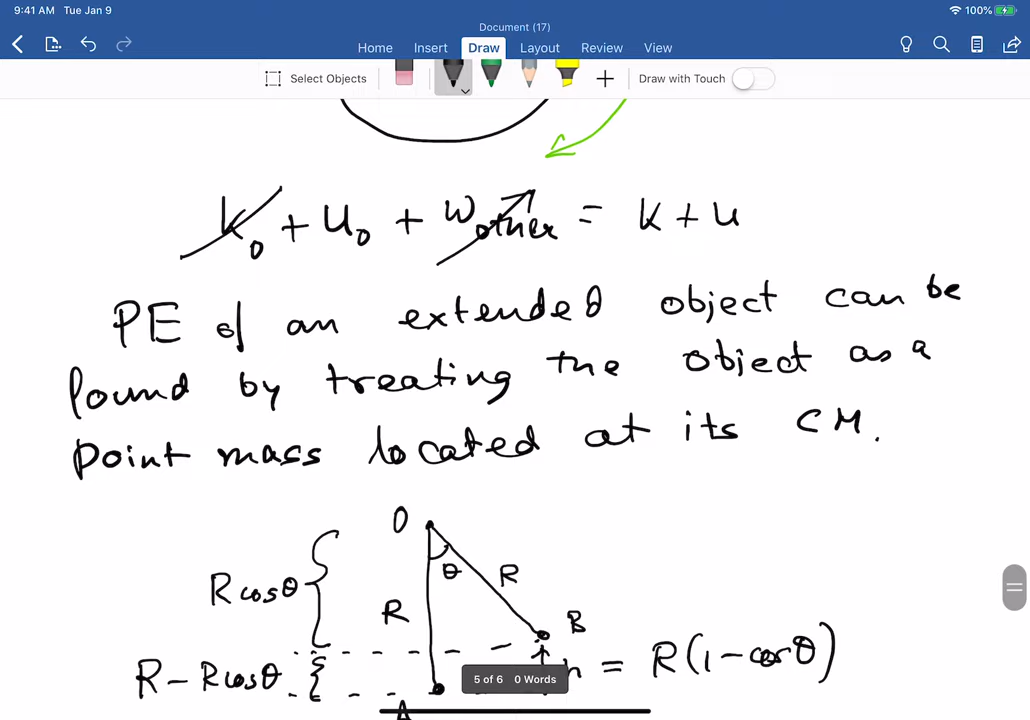 9:41 AM Tue Jan 9
100%
Document (17)
Home Insert Draw Layout Review View
Select Objects
Draw with Touch
K₀ + U₀ + Wother = K + U
PE of an extended object can be
found by treating the object as a
point mass located at its CM.
O
θ
R
R cosθ
R
B
R - R cosθ
h = R(1 - cosθ)
5 of 6 0 Words
A